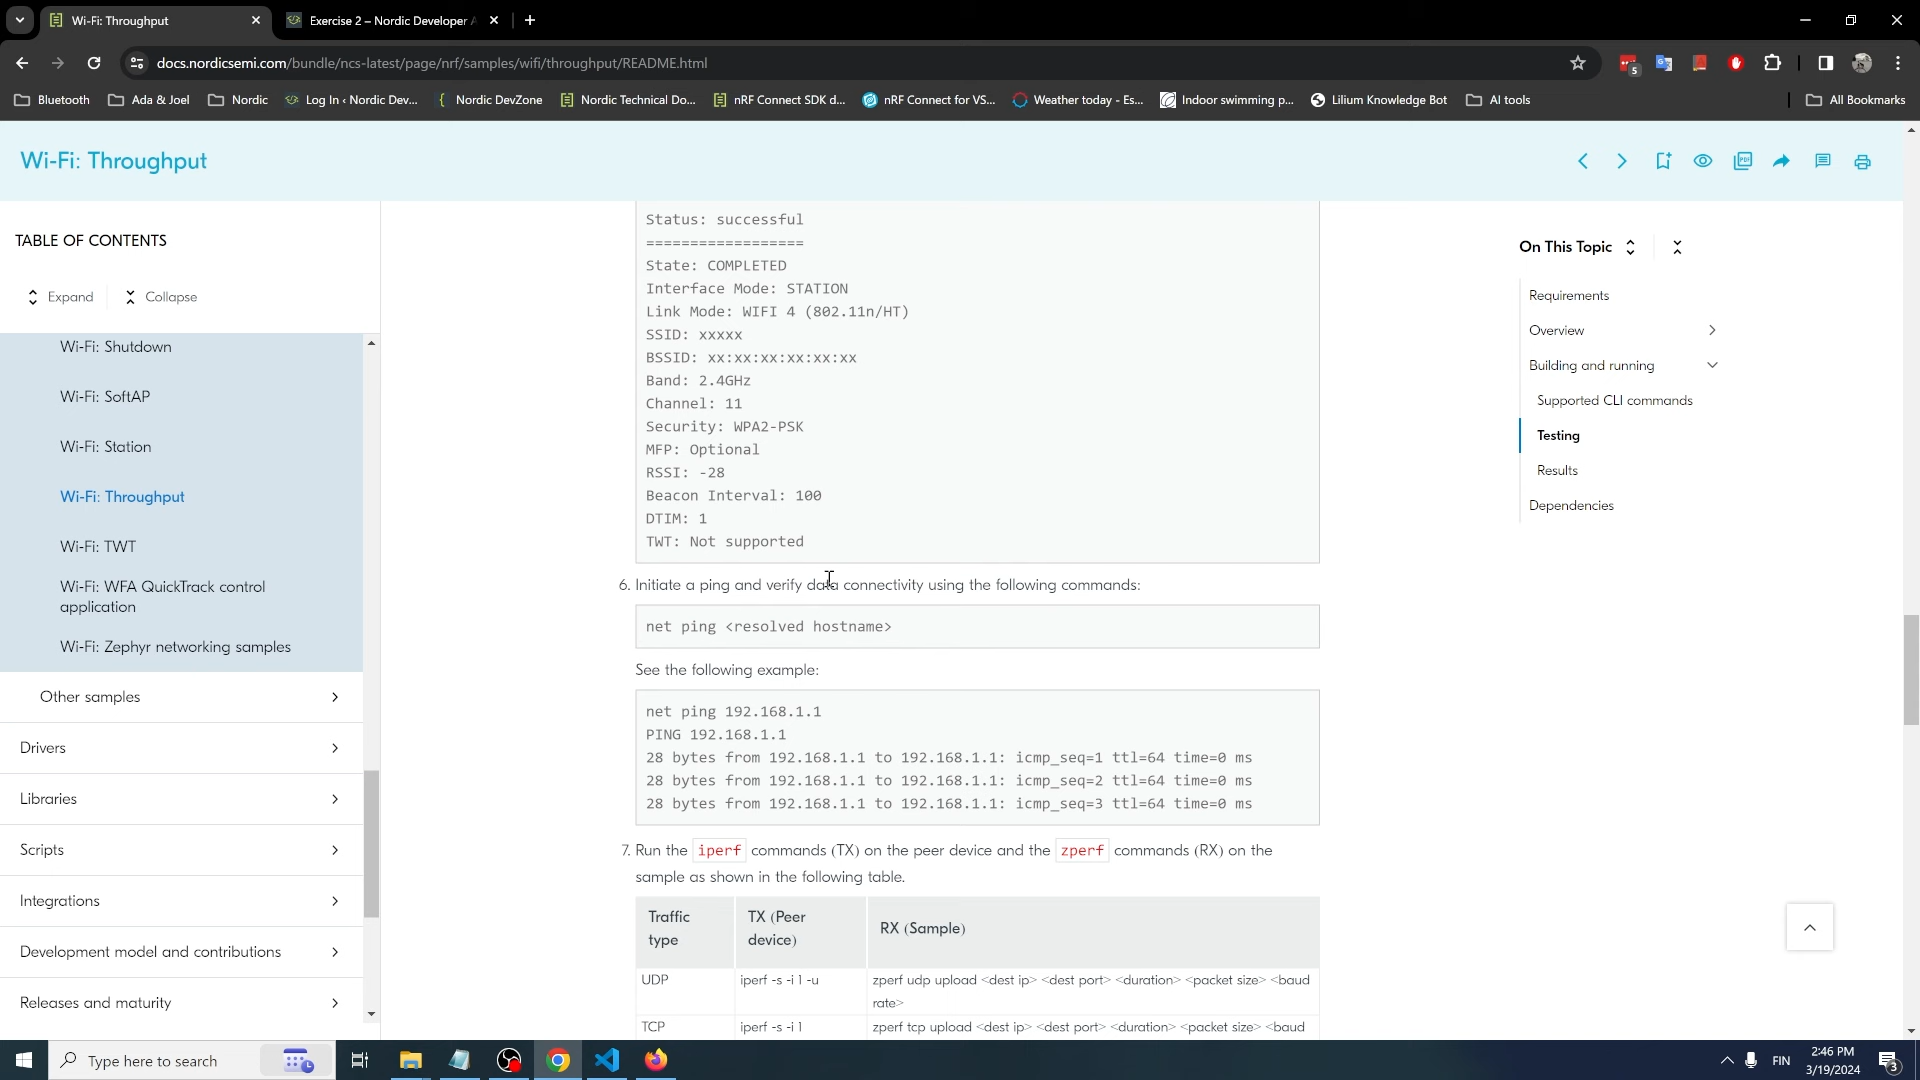 Wi-Fi: Throughput
Exercise 2 – Nordic Developer A
docs.nordicsemi.com/bundle/ncs-latest/page/nrf/samples/wifi/throughput/README.html
5
Bluetooth
Ada & Joel
Nordic
Log In ‹ Nordic Dev...
Nordic DevZone
Nordic Technical Do...
nRF Connect SDK d...
nRF Connect for VS...
Weather today - Es...
Indoor swimming p...
Lilium Knowledge Bot
AI tools
All Bookmarks
Wi-Fi: Throughput
PDF
TABLE OF CONTENTS
Expand
Collapse
Wi-Fi: Shutdown
Wi-Fi: SoftAP
Wi-Fi: Station
Wi-Fi: Throughput
Wi-Fi: TWT
Wi-Fi: WFA QuickTrack control
application
Wi-Fi: Zephyr networking samples
Other samples
Drivers
Libraries
Scripts
Integrations
Development model and contributions
Releases and maturity
Status: successful
==================
State: COMPLETED
Interface Mode: STATION
Link Mode: WIFI 4 (802.11n/HT)
SSID: xxxxx
BSSID: xx:xx:xx:xx:xx:xx
Band: 2.4GHz
Channel: 11
Security: WPA2-PSK
MFP: Optional
RSSI: -28
Beacon Interval: 100
DTIM: 1
TWT: Not supported
6. Initiate a ping and verify data connectivity using the following commands:
net ping <resolved hostname>
See the following example:
net ping 192.168.1.1
PING 192.168.1.1
28 bytes from 192.168.1.1 to 192.168.1.1: icmp_seq=1 ttl=64 time=0 ms
28 bytes from 192.168.1.1 to 192.168.1.1: icmp_seq=2 ttl=64 time=0 ms
28 bytes from 192.168.1.1 to 192.168.1.1: icmp_seq=3 ttl=64 time=0 ms
7. Run the iperf commands (TX) on the peer device and the zperf commands (RX) on the
sample as shown in the following table.
Traffic
type
TX (Peer
device)
RX (Sample)
UDP
iperf -s -i 1 -u
zperf udp upload <dest ip> <dest port> <duration> <packet size> <baud
rate>
TCP
iperf -s -i 1
zperf tcp upload <dest ip> <dest port> <duration> <packet size> <baud
On This Topic
Requirements
Overview
Building and running
Supported CLI commands
Testing
Results
Dependencies
Type here to search
FIN
2:46 PM
3/19/2024
3